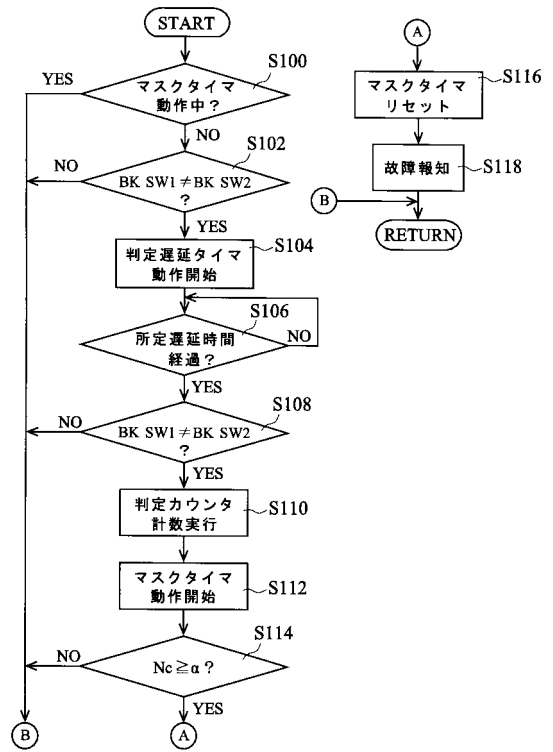 START
S100
YES
マスクタイマ
動作中？
NO
S102
NO
BK SW1≠BK SW2
？
YES
S104
判定遅延タイマ
動作開始
S106
所定遅延時間
経過？
NO
YES
S108
NO
BK SW1≠BK SW2
？
YES
判定カウンタ
計数実行
S110
マスクタイマ
動作開始
S112
S114
NO
Nc≧α？
YES
B
A
A
マスクタイマ
リセット
S116
故障報知
S118
B
RETURN